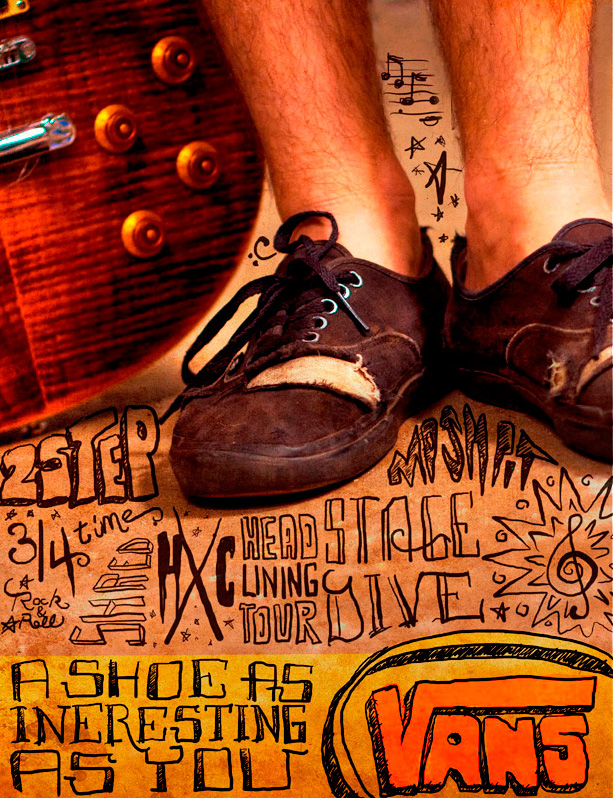 2STEP
MOSH PIT
3/4 time
Rock
&
Roll
SHRED
HXC
HEAD
LINING
TOUR
STAGE
DIVE
A SHOE AS
INERESTING
AS YOU
VANS